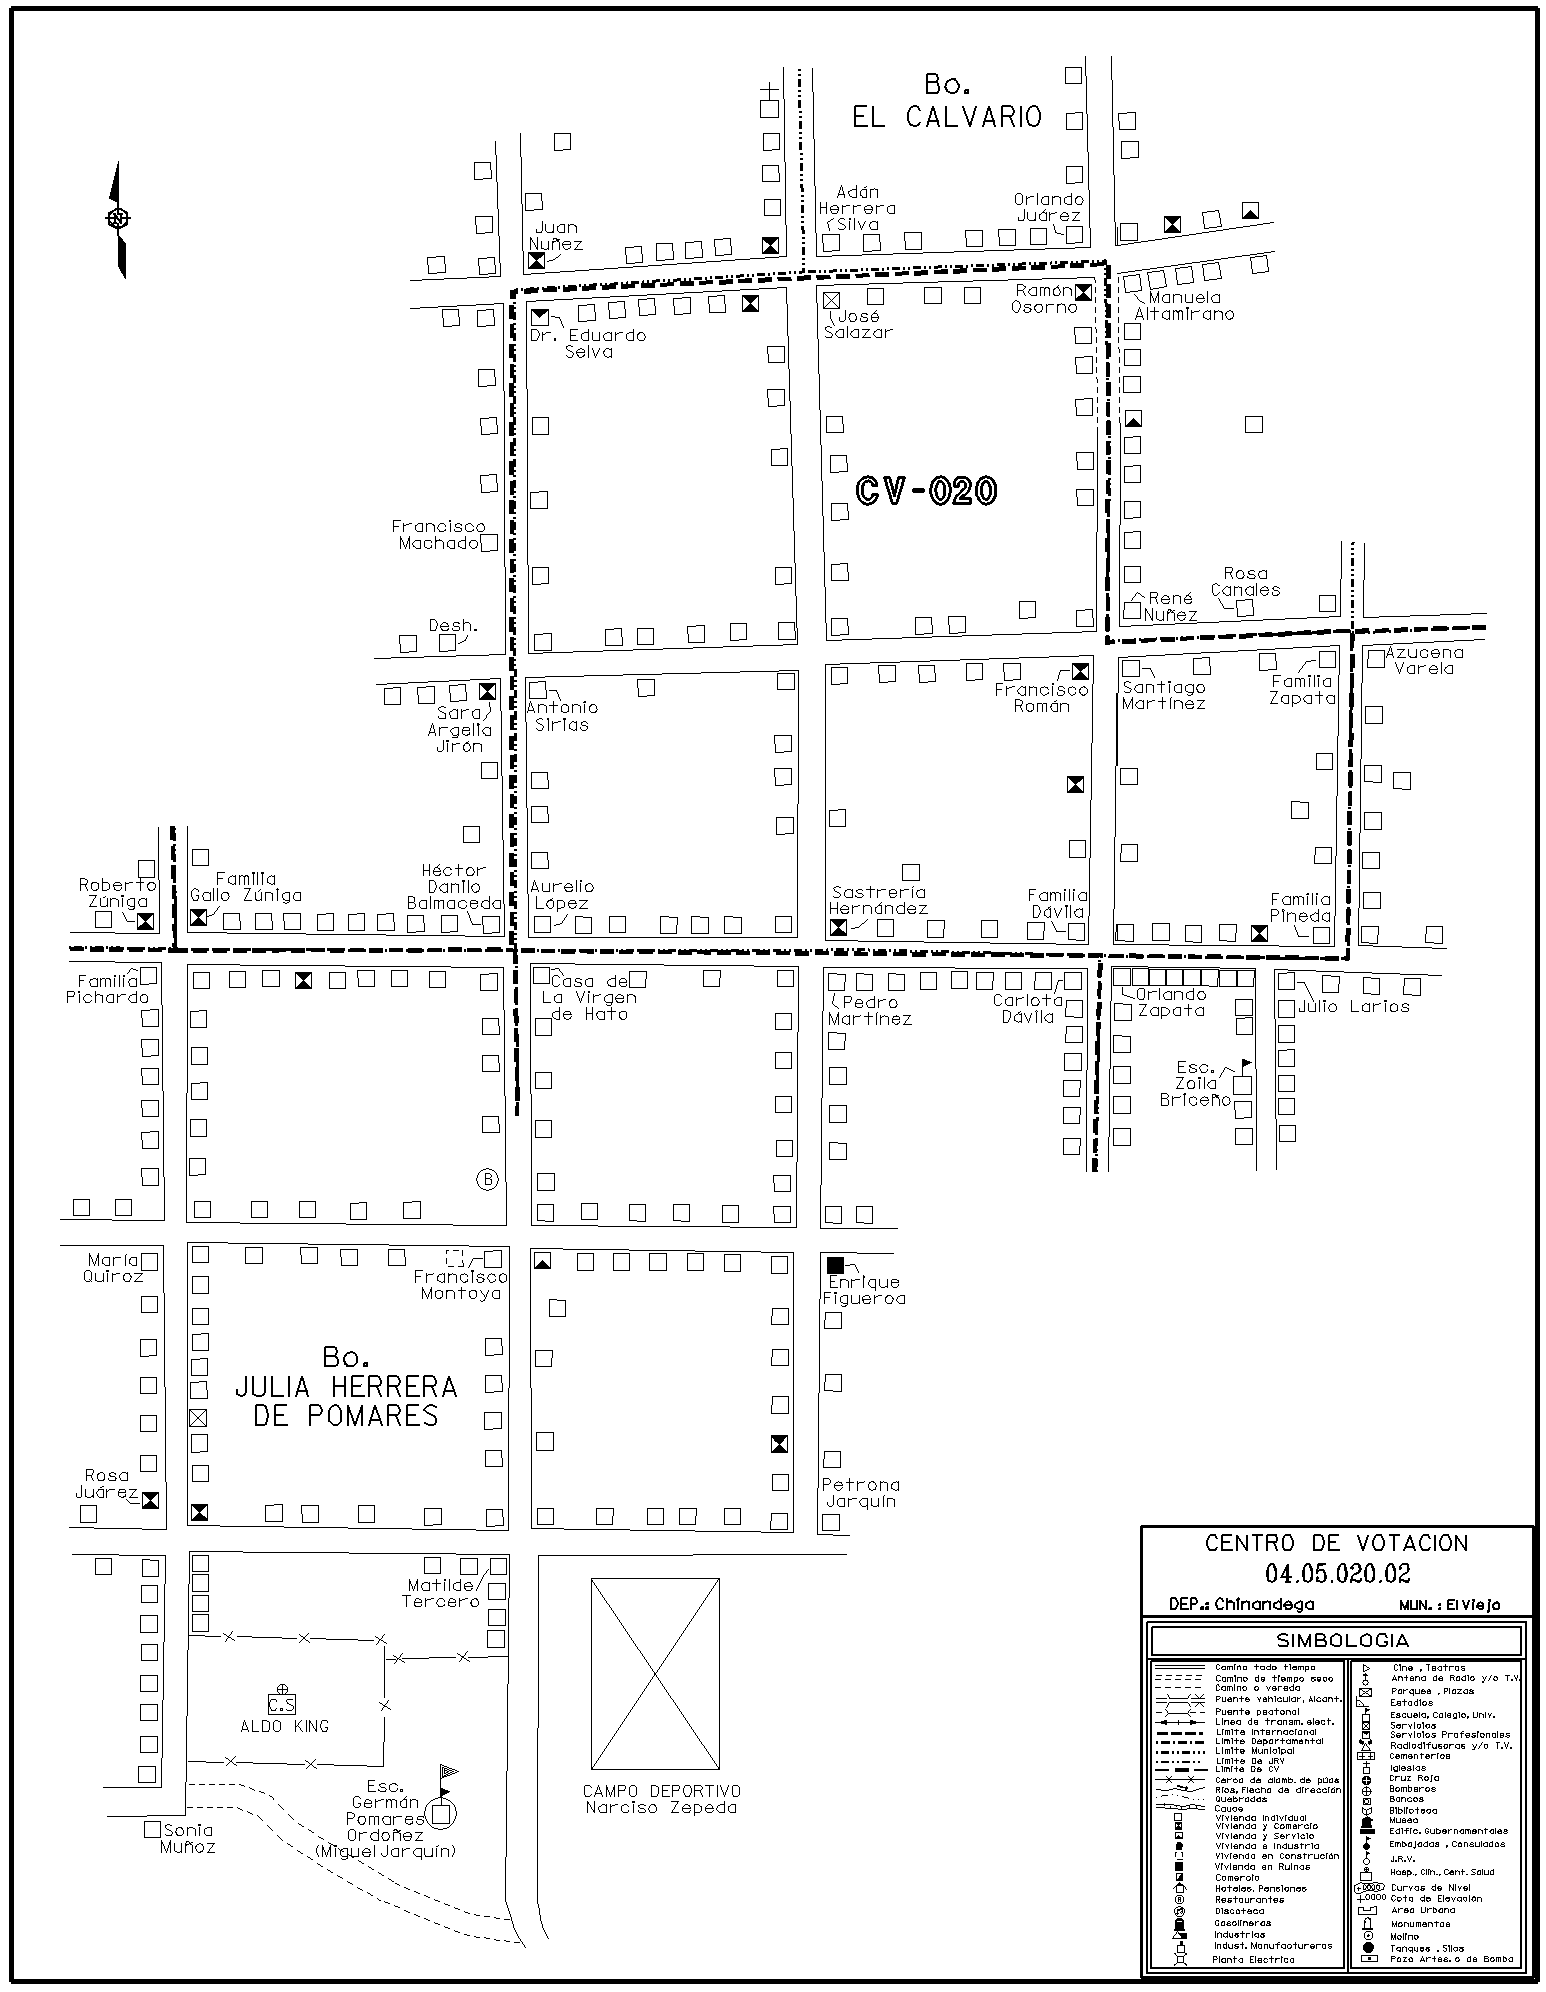 Bo.
EL CALVARIO
N
Adán
Herrera
Silva
Orlando
Juárez
Juan
Nuñez
Dr. Eduardo
Selva
José
Salazar
Ramón
Osorno
Manuela
Altamirano
CV-020
Francisco
Machado
Desh.
René
Nuñez
Rosa
Canales
Sara
Argelia
Jirón
Antonio
Sirias
Francisco
Román
Santiago
Martínez
Familia
Zapata
Azucena
Varela
Roberto
Zúniga
Familia
Gallo Zúniga
Héctor
Danilo
Balmaceda
Aurelio
López
Sastrería
Hernández
Familia
Dávila
Familia
Pineda
Familia
Pichardo
Casa de
La Virgen
de Hato
Pedro
Martínez
Carlota
Dávila
Orlando
Zapata
Julio Larios
Esc.
Zoila
Briceño
B
María
Quiroz
Francisco
Montoya
Enrique
Figueroa
Bo.
JULIA HERRERA
DE POMARES
Rosa
Juárez
Petrona
Jarquín
Matilde
Tercero
C.S
ALDO KING
Esc.
Germán
Pomares
Ordoñez
(Miguel Jarquín)
CAMPO DEPORTIVO
Narciso Zepeda
Sonia
Muñoz
CENTRO DE VOTACION
04.05.020.02
DEP.: Chinandega MUN. : El Viejo
SIMBOLOGIA
Camino todo tiempo
Camino de tiempo seco
Camino o vereda
Puente vehicular, Alcant.
Puente peatonal
Linea de transm. elect.
Limite Internacional
Limite Departamental
Limite Municipal
Limite De JRV
Limite De CV
Cerca de alamb. de púas
Rios, Flecha de dirección
Quebradas
Cauce
Vivienda Individual
Vivienda y Comercio
Vivienda y Servicio
Vivienda e Industria
Vivienda en Construción
Vivienda en Ruinas
Comercio
Hoteles. Pensiones
Restaurantes
Discoteca
Gasolineras
Industrias
Indust. Manufactureras
Planta Electrica
Cine , Teatros
Antena de Radio y/o T.V.
Parques , Plazas
Estadios
Escuela, Colegio, Univ.
Servicios
Servicios Profesionales
Radiodifusoras y/o T.V.
Cementerios
Iglesias
Cruz Roja
Bomberos
Bancos
Biblioteca
Museo
Edific. Gubernamentales
Embajadas , Consulados
J.R.V.
Hosp., Clin., Cent. Salud
Curvas de Nivel
Cota de Elevación
Area Urbana
Monumentos
Molino
Tanques , Silos
Pozo Artes. o de Bomba